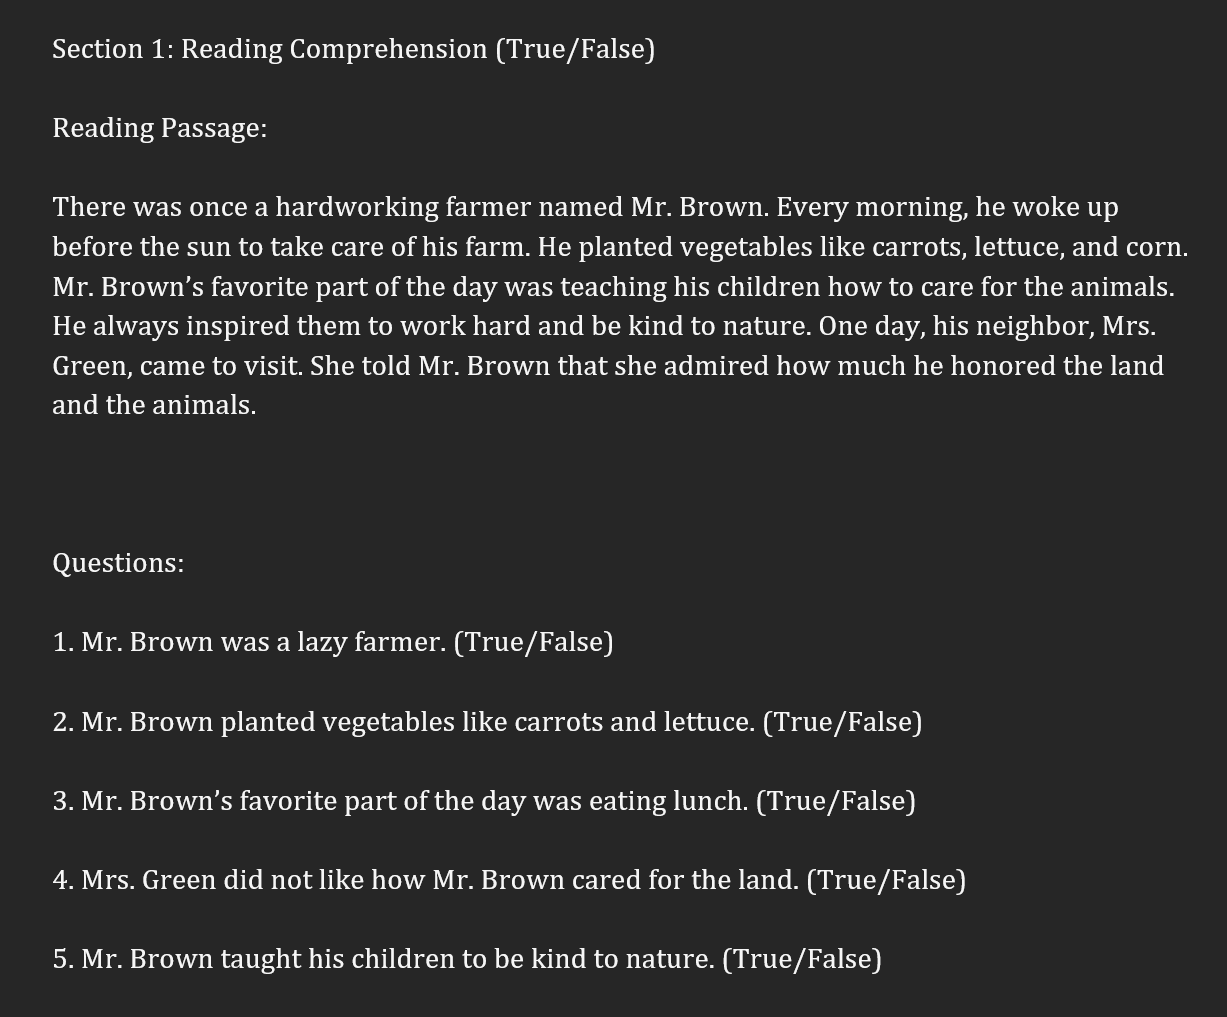 Section 1: Reading Comprehension (True/False)
Reading Passage:
There was once a hardworking farmer named Mr. Brown. Every morning, he woke up
before the sun to take care of his farm. He planted vegetables like carrots, lettuce, and corn.
Mr. Brown’s favorite part of the day was teaching his children how to care for the animals.
He always inspired them to work hard and be kind to nature. One day, his neighbor, Mrs.
Green, came to visit. She told Mr. Brown that she admired how much he honored the land
and the animals.
Questions:
1. Mr. Brown was a lazy farmer. (True/False)
2. Mr. Brown planted vegetables like carrots and lettuce. (True/False)
3. Mr. Brown’s favorite part of the day was eating lunch. (True/False)
4. Mrs. Green did not like how Mr. Brown cared for the land. (True/False)
5. Mr. Brown taught his children to be kind to nature. (True/False)